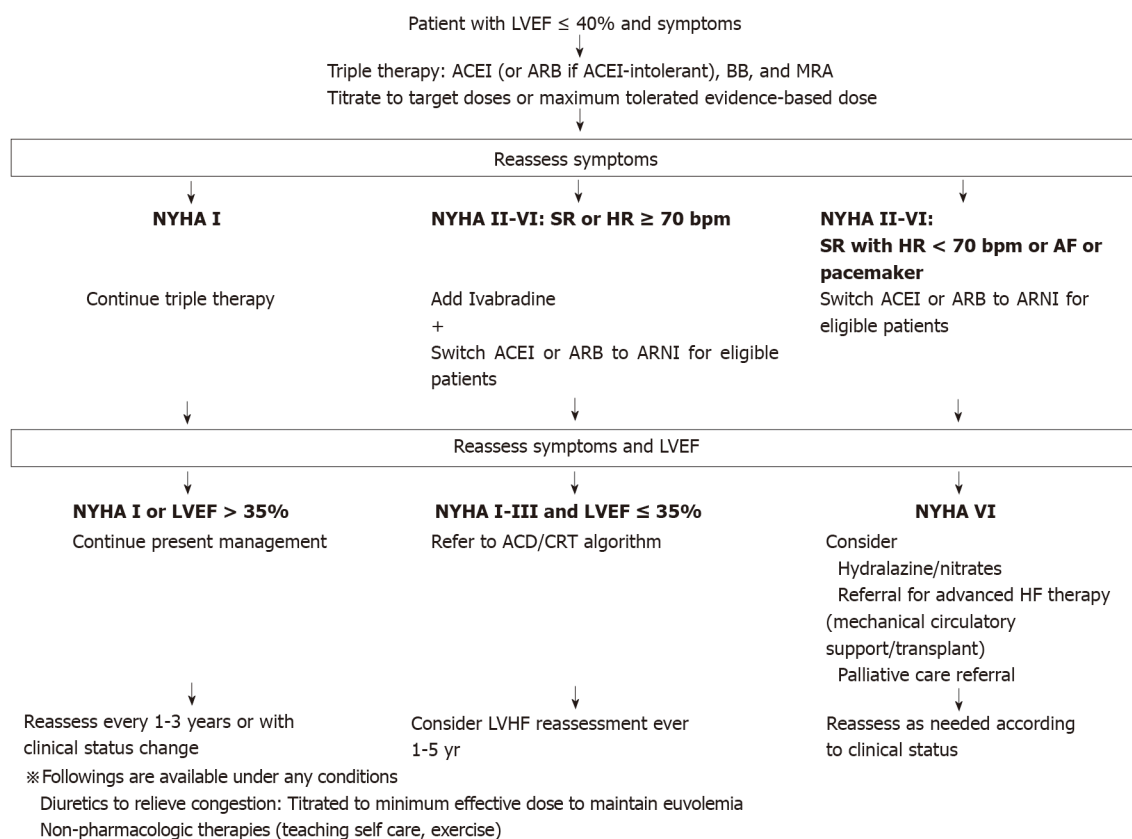 Patient with LVEF ≤ 40% and symptoms
Triple therapy: ACEI (or ARB if ACEI-intolerant), BB, and MRA
Titrate to target doses or maximum tolerated evidence-based dose
Reassess symptoms
NYHA I
Continue triple therapy
NYHA II-VI: SR or HR ≥ 70 bpm
Add Ivabradine
+
Switch ACEI or ARB to ARNI for eligible
patients
NYHA II-VI:
SR with HR < 70 bpm or AF or
pacemaker
Switch ACEI or ARB to ARNI for
eligible patients
Reassess symptoms and LVEF
NYHA I or LVEF > 35%
Continue present management
Reassess every 1-3 years or with
clinical status change
NYHA I-III and LVEF ≤ 35%
Refer to ACD/CRT algorithm
Consider LVHF reassessment ever
1-5 yr
NYHA VI
Consider
Hydralazine/nitrates
Referral for advanced HF therapy
(mechanical circulatory
support/transplant)
Palliative care referral
Reassess as needed according
to clinical status
※Followings are available under any conditions
Diuretics to relieve congestion: Titrated to minimum effective dose to maintain euvolemia
Non-pharmacologic therapies (teaching self care, exercise)